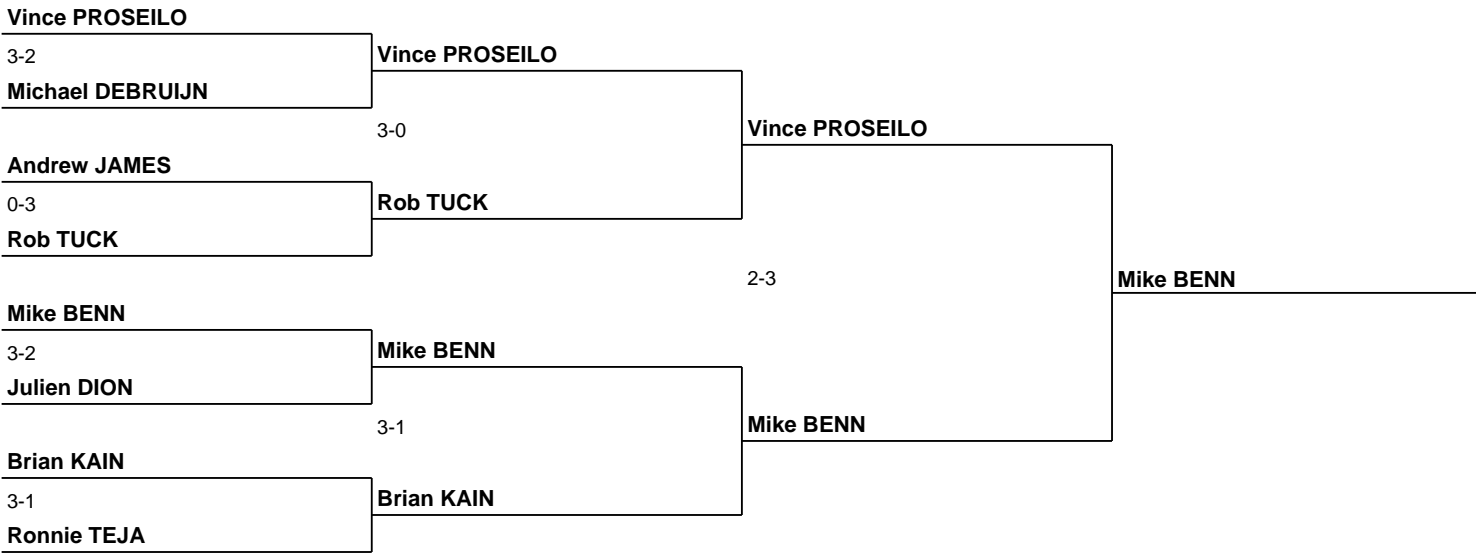 Vince PROSEILO
3-2
Michael DEBRUIJN
Andrew JAMES
0-3
Rob TUCK
Mike BENN
3-2
Julien DION
Brian KAIN
3-1
Ronnie TEJA
Vince PROSEILO
3-0
Rob TUCK
Mike BENN
3-1
Brian KAIN
Vince PROSEILO
2-3
Mike BENN
Mike BENN